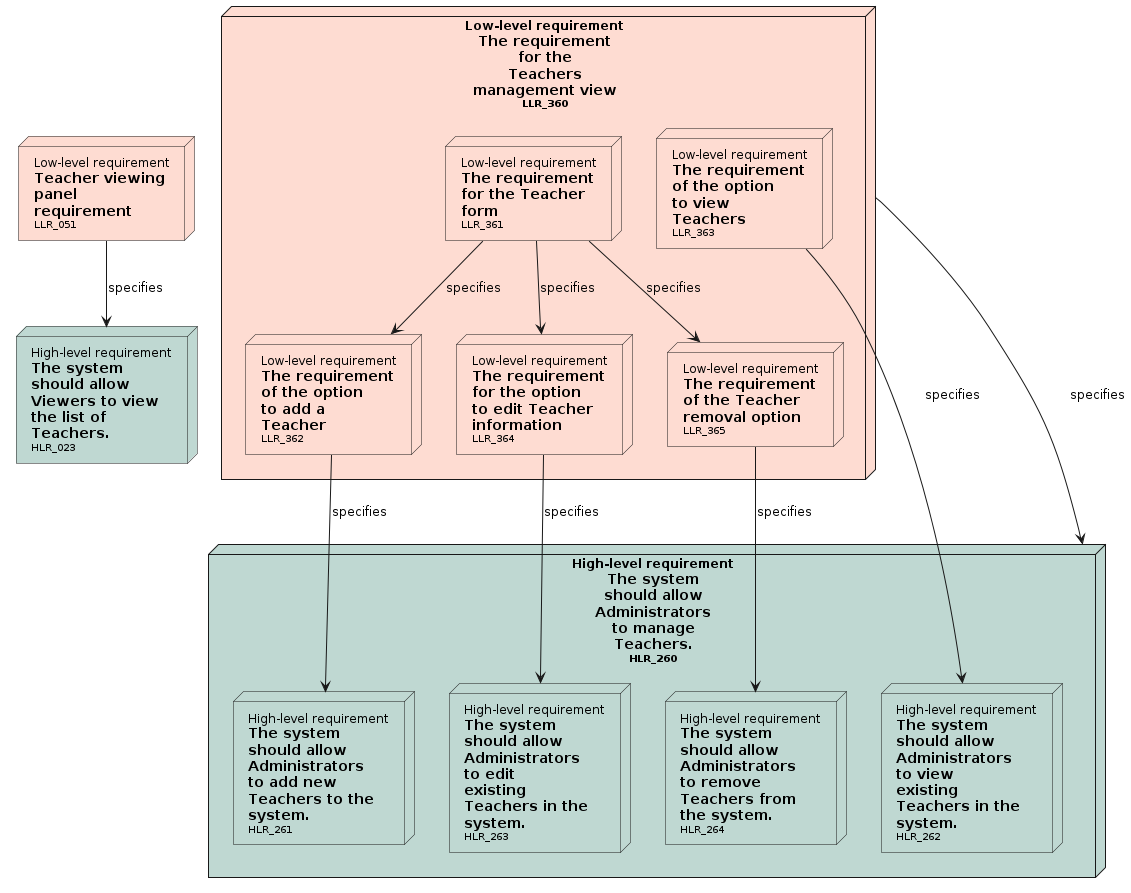 Low-level requirement
The requirement
for the
Teachers
management view
LLR_360
Low-level requirement
Teacher viewing
panel
requirement
LLR_051
Low-level requirement
The requirement
for the Teacher
form
LLR_361
Low-level requirement
The requirement
of the option
to view
Teachers
LLR_363
specifies
specifies
specifies
specifies
High-level requirement
The system
should allow
Viewers to view
the list of
Teachers.
HLR_023
Low-level requirement
The requirement
of the option
to add a
Teacher
LLR_362
Low-level requirement
The requirement
for the option
to edit Teacher
information
LLR_364
Low-level requirement
The requirement
of the Teacher
removal option
LLR_365
specifies
specifies
specifies
specifies
specifies
High-level requirement
The system
should allow
Administrators
to manage
Teachers.
HLR_260
High-level requirement
The system
should allow
Administrators
to add new
Teachers to the
system.
HLR_261
High-level requirement
The system
should allow
Administrators
to edit
existing
Teachers in the
system.
HLR_263
High-level requirement
The system
should allow
Administrators
to remove
Teachers from
the system.
HLR_264
High-level requirement
The system
should allow
Administrators
to view
existing
Teachers in the
system.
HLR_262